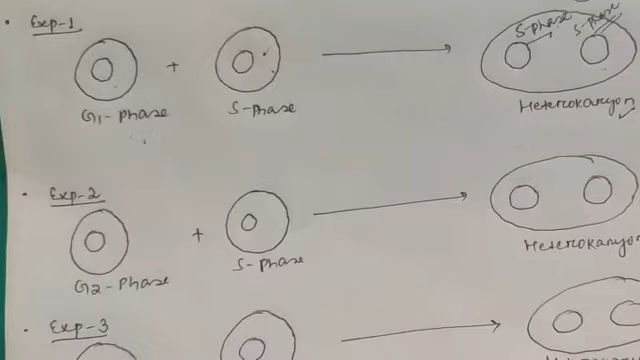 Exp-1
S-phase S-phase
+
G1-Phase S-Phase
Heterokaryon
Exp-2
+
G2-Phase S-Phase
Heterokaryon
Exp-3